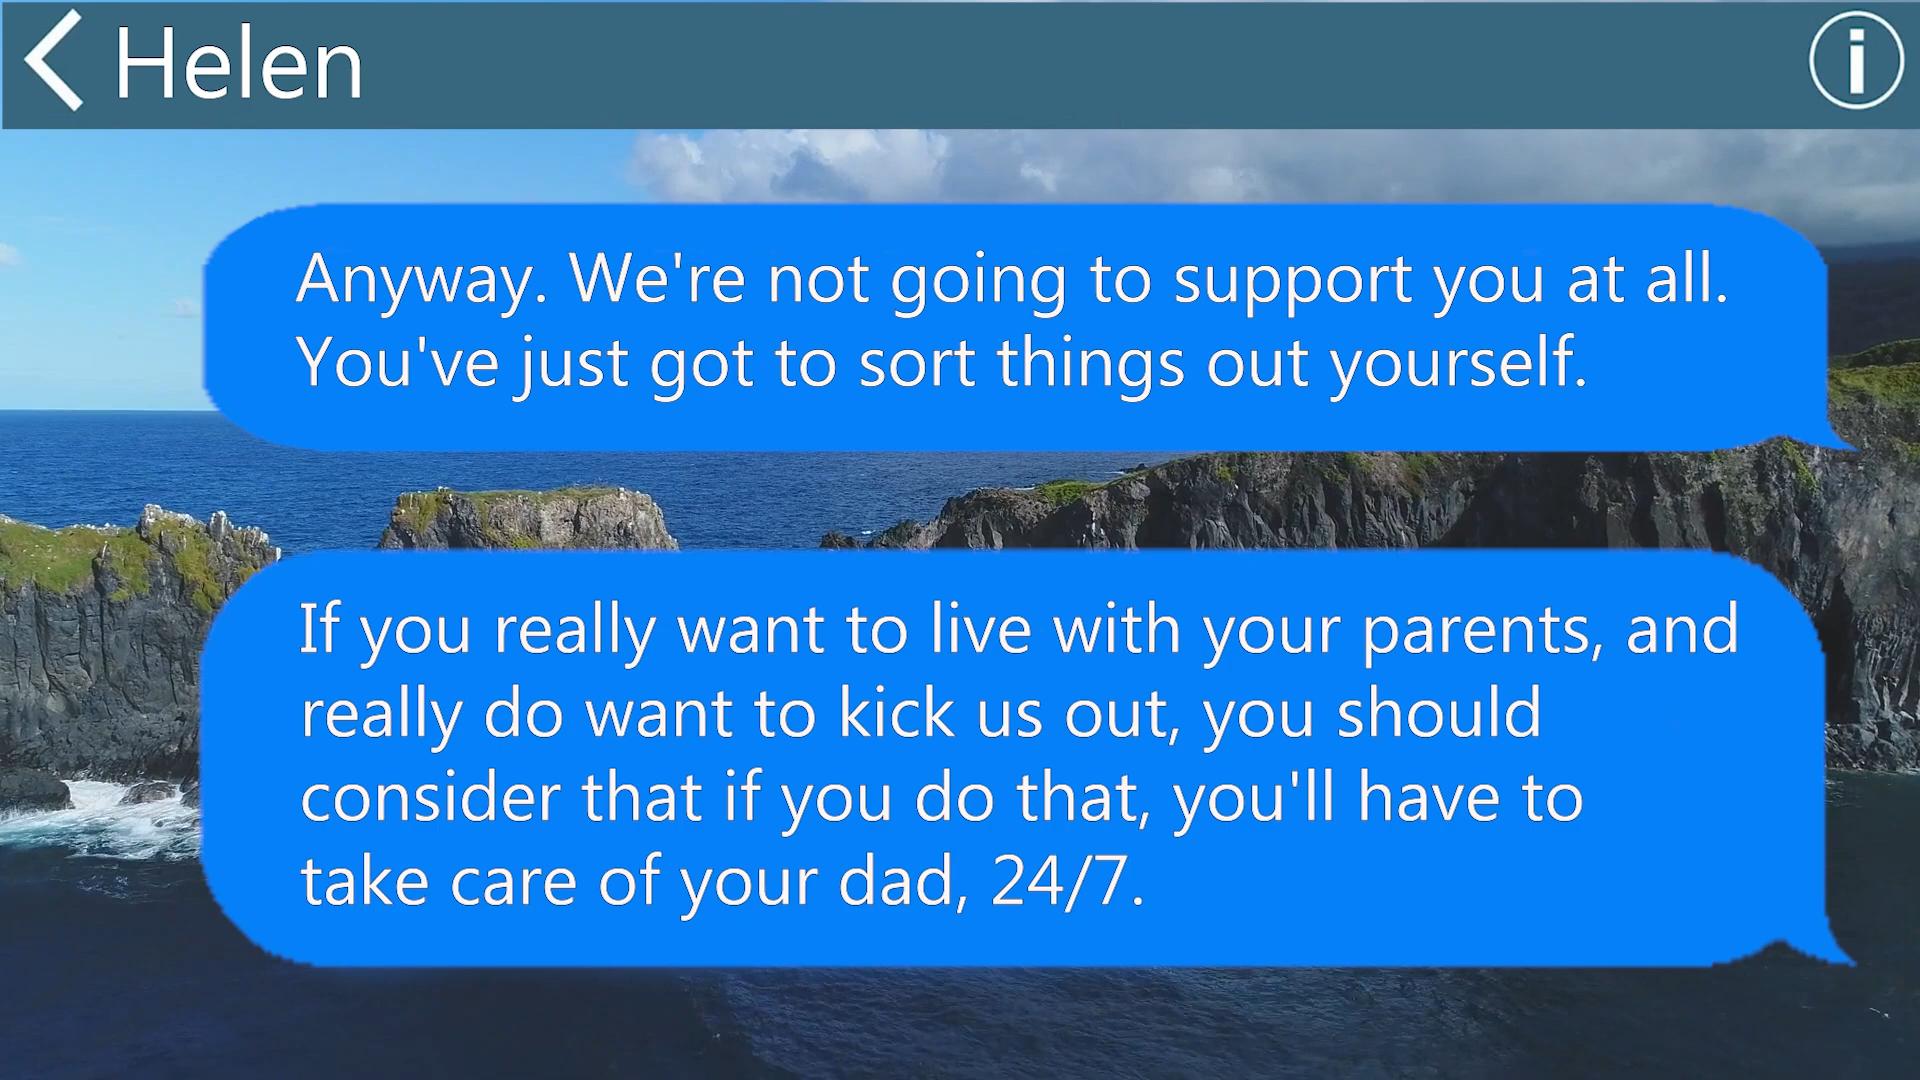 Helen
Anyway. We're not going to support you at all.
You've just got to sort things out yourself.
If you really want to live with your parents, and
really do want to kick us out, you should
consider that if you do that, you'll have to
take care of your dad, 24/7.